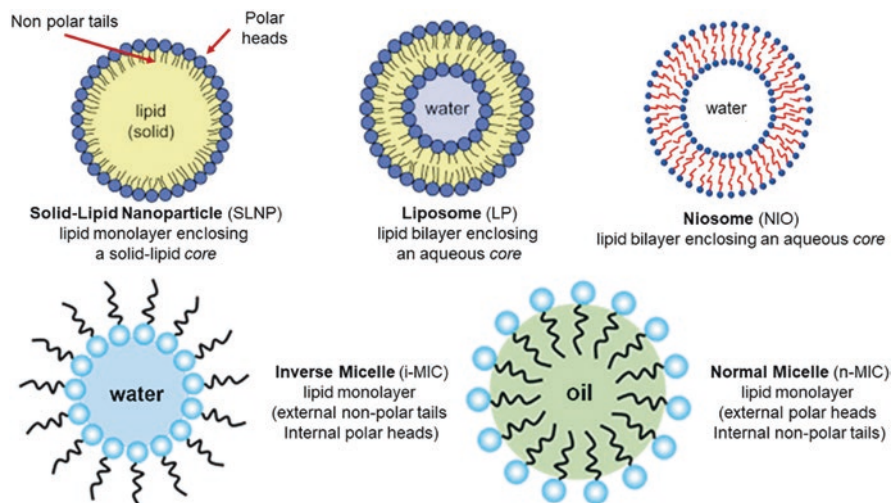 Non polar tails
Polar
heads
lipid
(solid)
water
water
Solid-Lipid Nanoparticle (SLNP)
lipid monolayer enclosing
a solid-lipid core
Liposome (LP)
lipid bilayer enclosing
an aqueous core
Niosome (NIO)
lipid bilayer enclosing an aqueous core
water
Inverse Micelle (i-MIC)
lipid monolayer
(external non-polar tails
Internal polar heads)
oil
Normal Micelle (n-MIC)
lipid monolayer
(external polar heads
Internal non-polar tails)